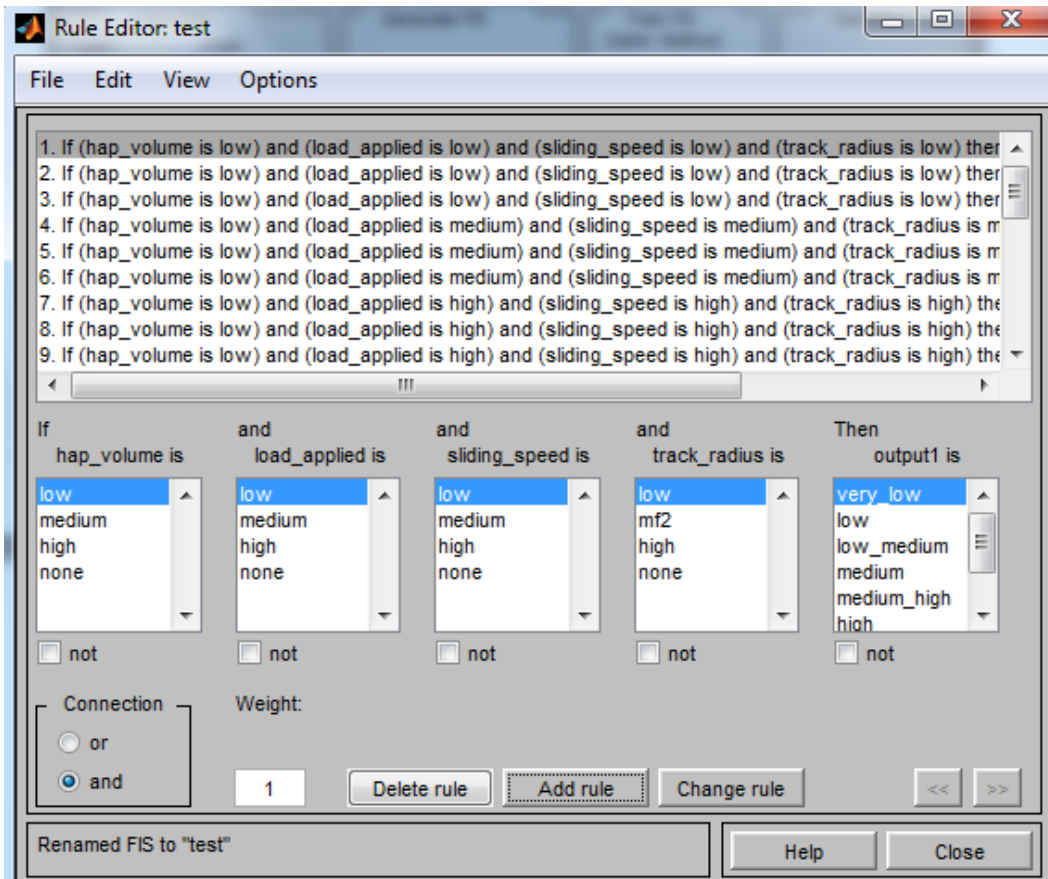 Rule Editor: test
File Edit View Options
1. If (hap_volume is low) and (load_applied is low) and (sliding_speed is low) and (track_radius is low) then
2. If (hap_volume is low) and (load_applied is low) and (sliding_speed is low) and (track_radius is low) then
3. If (hap_volume is low) and (load_applied is low) and (sliding_speed is low) and (track_radius is low) then
4. If (hap_volume is low) and (load_applied is medium) and (sliding_speed is medium) and (track_radius is m
5. If (hap_volume is low) and (load_applied is medium) and (sliding_speed is medium) and (track_radius is m
6. If (hap_volume is low) and (load_applied is medium) and (sliding_speed is medium) and (track_radius is m
7. If (hap_volume is low) and (load_applied is high) and (sliding_speed is high) and (track_radius is high) the
8. If (hap_volume is low) and (load_applied is high) and (sliding_speed is high) and (track_radius is high) the
9. If (hap_volume is low) and (load_applied is high) and (sliding_speed is high) and (track_radius is high) the
If and and and Then
hap_volume is load_applied is sliding_speed is track_radius is output1 is
low low low low very_low
medium medium medium mf2 low
high high high high low_medium
none none none none medium
medium_high
high
not not not not not
Connection Weight:
or
and 1 Delete rule Add rule Change rule << >>
Renamed FIS to "test" Help Close